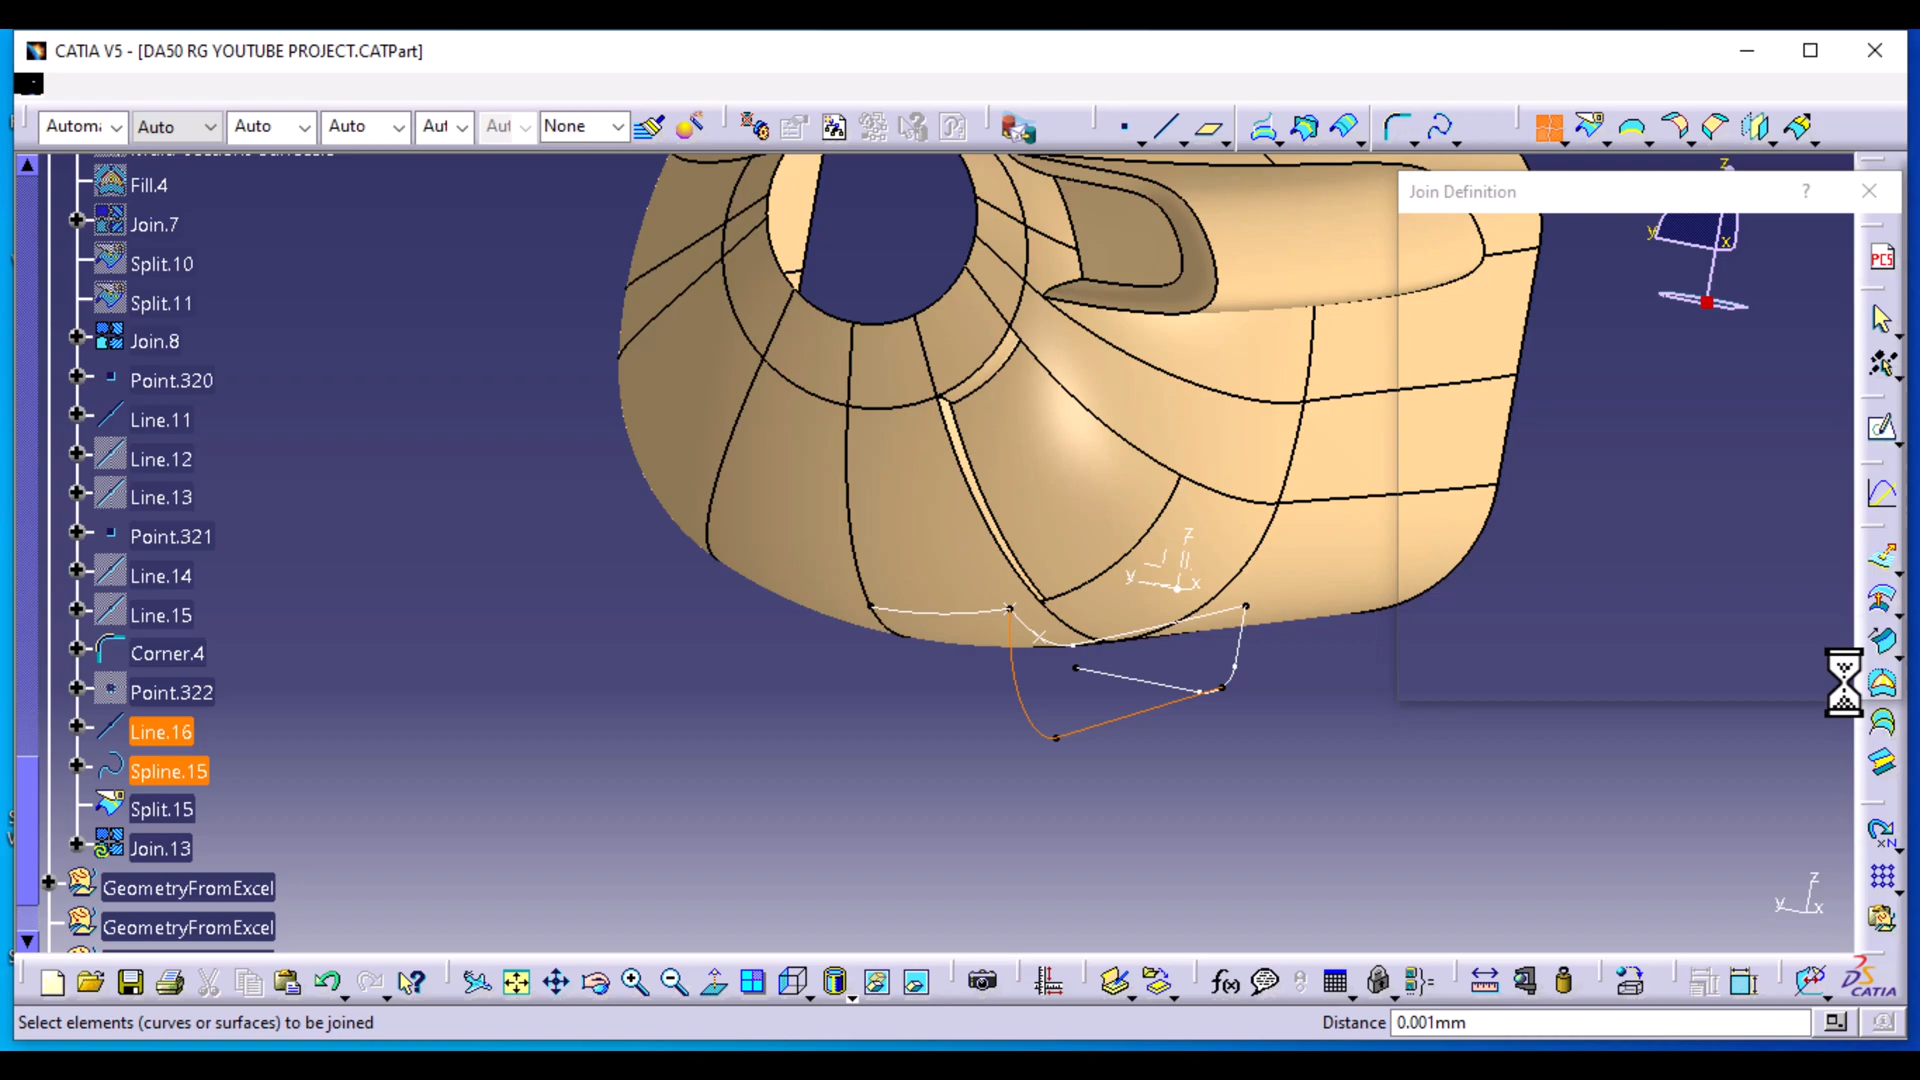 CATIA V5 - [DA50 RG YOUTUBE PROJECT.CATPart]
Automa Auto Auto Auto Aut Aut None
Join Definition ?
PCS
Fill.4
Join.7
Split.10
Split.11
Join.8
Point.320
Line.11
Line.12
Line.13
Point.321
Line.14
Line.15
Corner.4
Point.322
Line.16
Spline.15
Split.15
Join.13
GeometryFromExcel
GeometryFromExcel
z
y
x
z
y
x
z
y
x
f(x)
CATIA
Select elements (curves or surfaces) to be joined
Distance 0.001mm